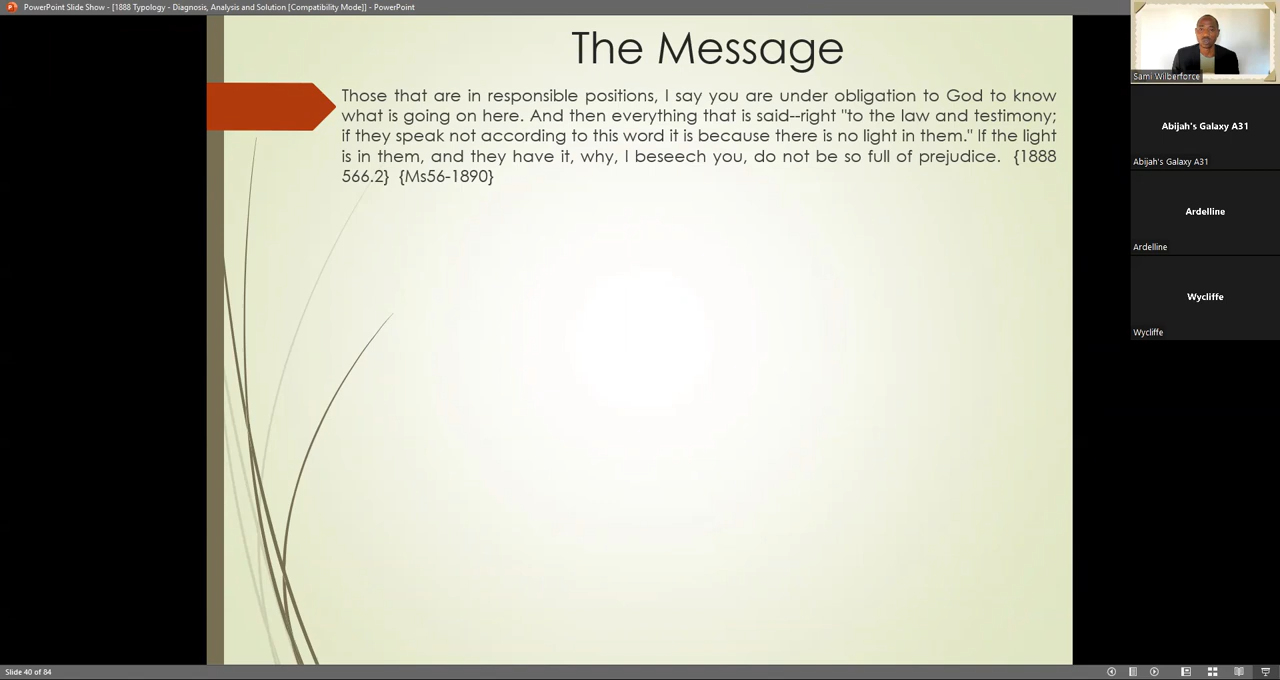 PowerPoint Slide Show - [1888 Typology - Diagnosis, Analysis and Solution [Compatibility Mode]] - PowerPoint
The Message
Those that are in responsible positions, I say you are under obligation to God to know
what is going on here. And then everything that is said--right "to the law and testimony;
if they speak not according to this word it is because there is no light in them." If the light
is in them, and they have it, why, I beseech you, do not be so full of prejudice. {1888
566.2} {Ms56-1890}
Sami Wilberforce
Abijah's Galaxy A31
Abijah's Galaxy A31
Ardelline
Ardelline
Wycliffe
Wycliffe
Slide 40 of 84